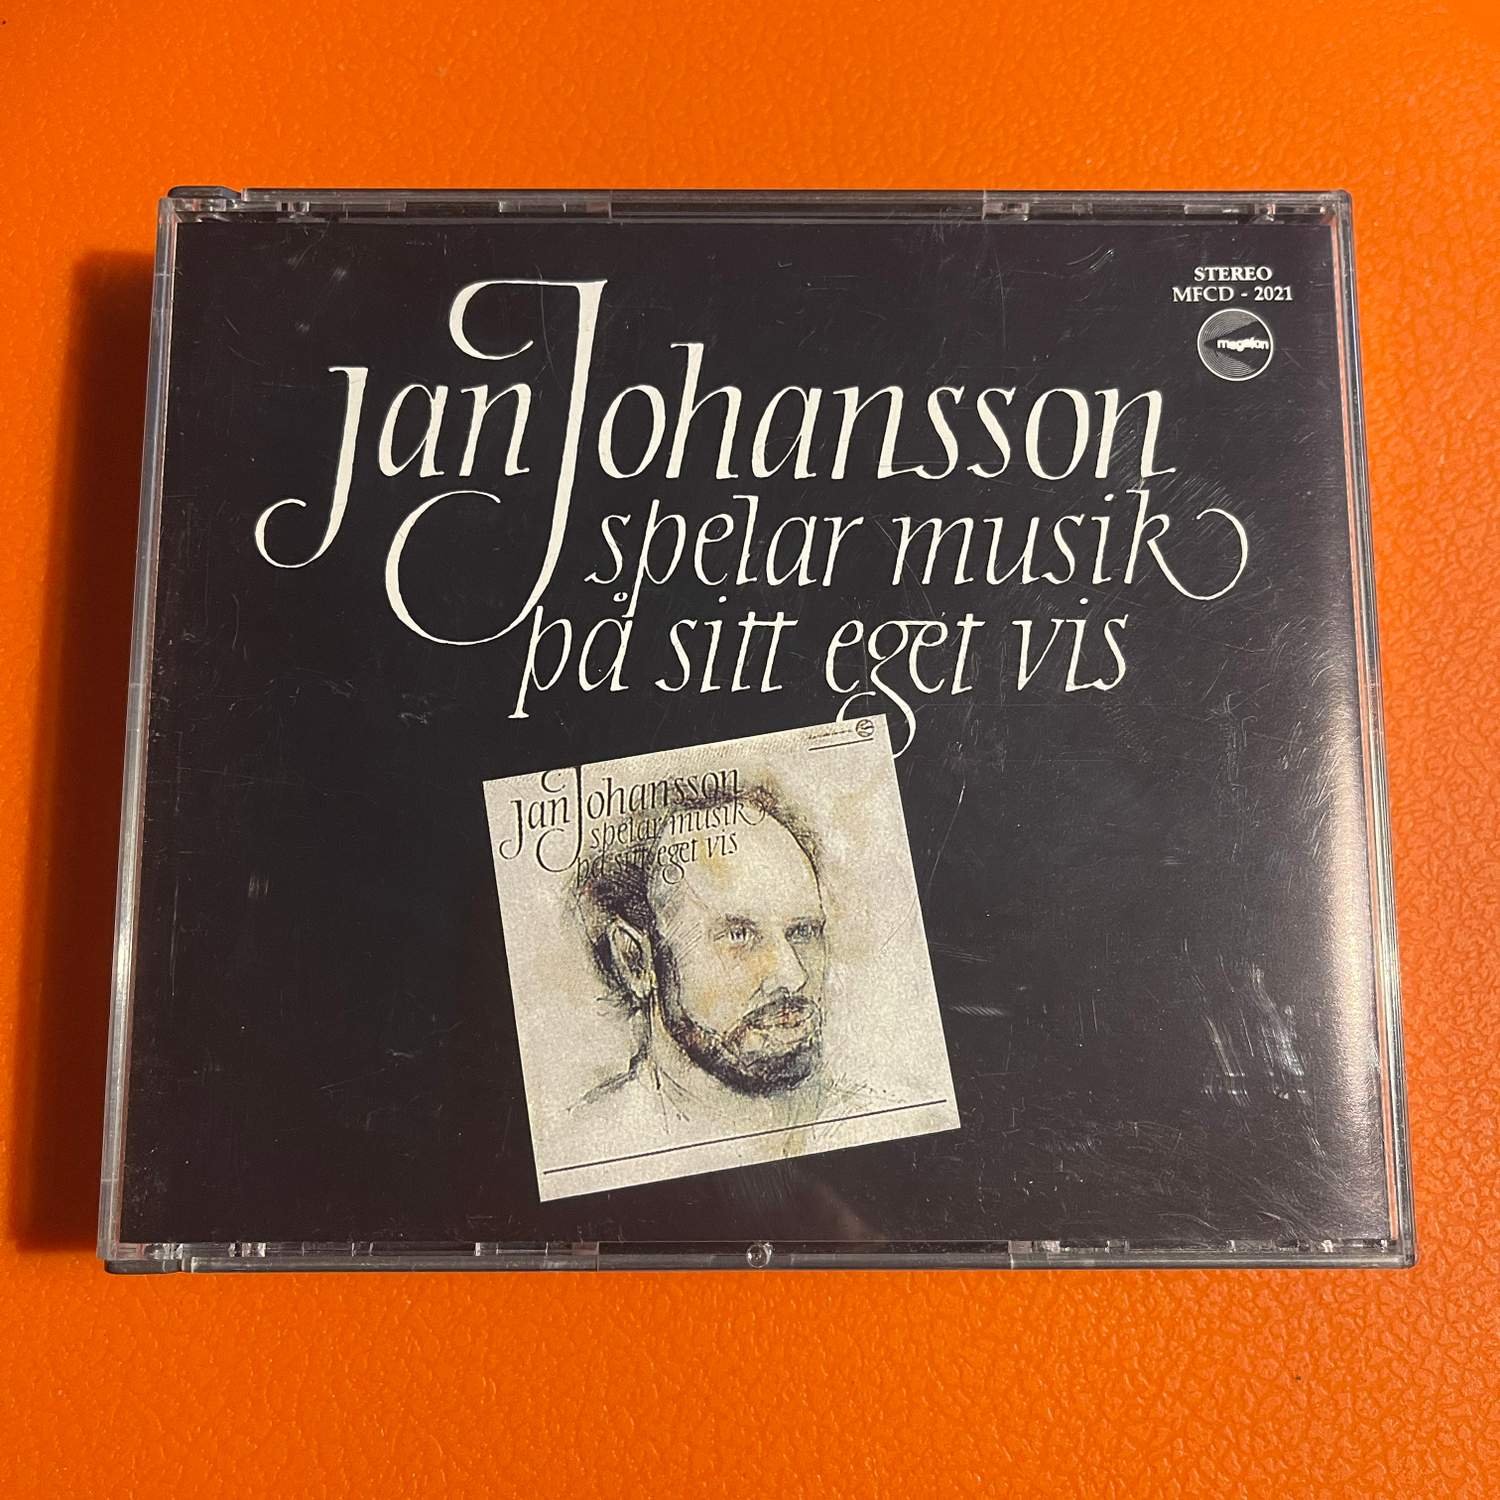 STEREO
MFCD - 2021
megafon
Jan Johansson
spelar musik
på sitt eget vis
Jan Johansson
spelar musik
på sitt eget vis